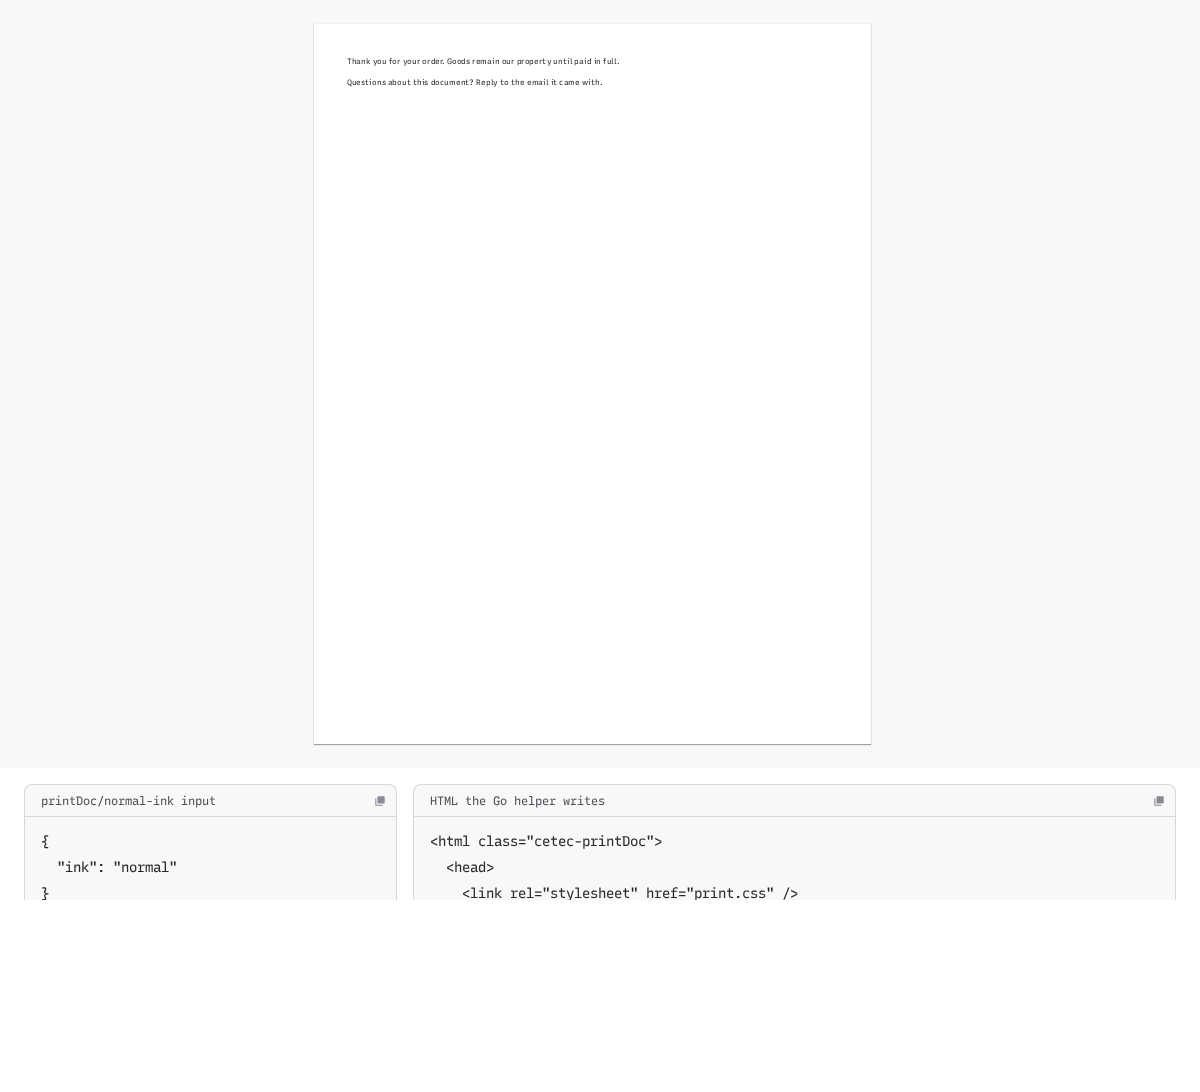 Thank you for your order. Goods remain our property until paid in full.
Questions about this document? Reply to the email it came with.
printDoc/normal-ink input
{
  "ink": "normal"
}
HTML the Go helper writes
<html class="cetec-printDoc">
  <head>
    <link rel="stylesheet" href="print.css" />